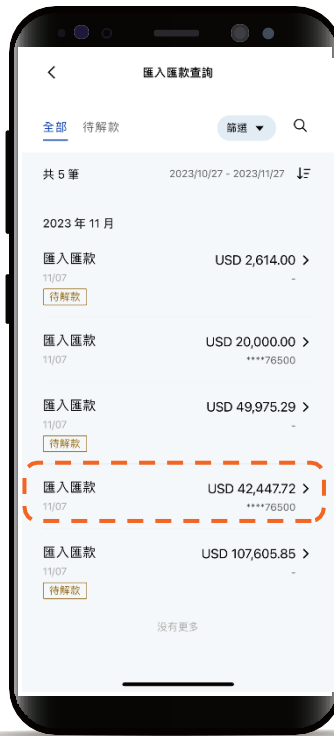 匯入匯款查詢
全部 待解款 篩選
共 5 筆 2023/10/27 - 2023/11/27
2023 年 11 月
匯入匯款 USD 2,614.00
11/07 -
待解款
匯入匯款 USD 20,000.00
11/07 ****76500
匯入匯款 USD 49,975.29
11/07 -
待解款
匯入匯款 USD 42,447.72
11/07 ****76500
匯入匯款 USD 107,605.85
11/07 -
待解款
沒有更多